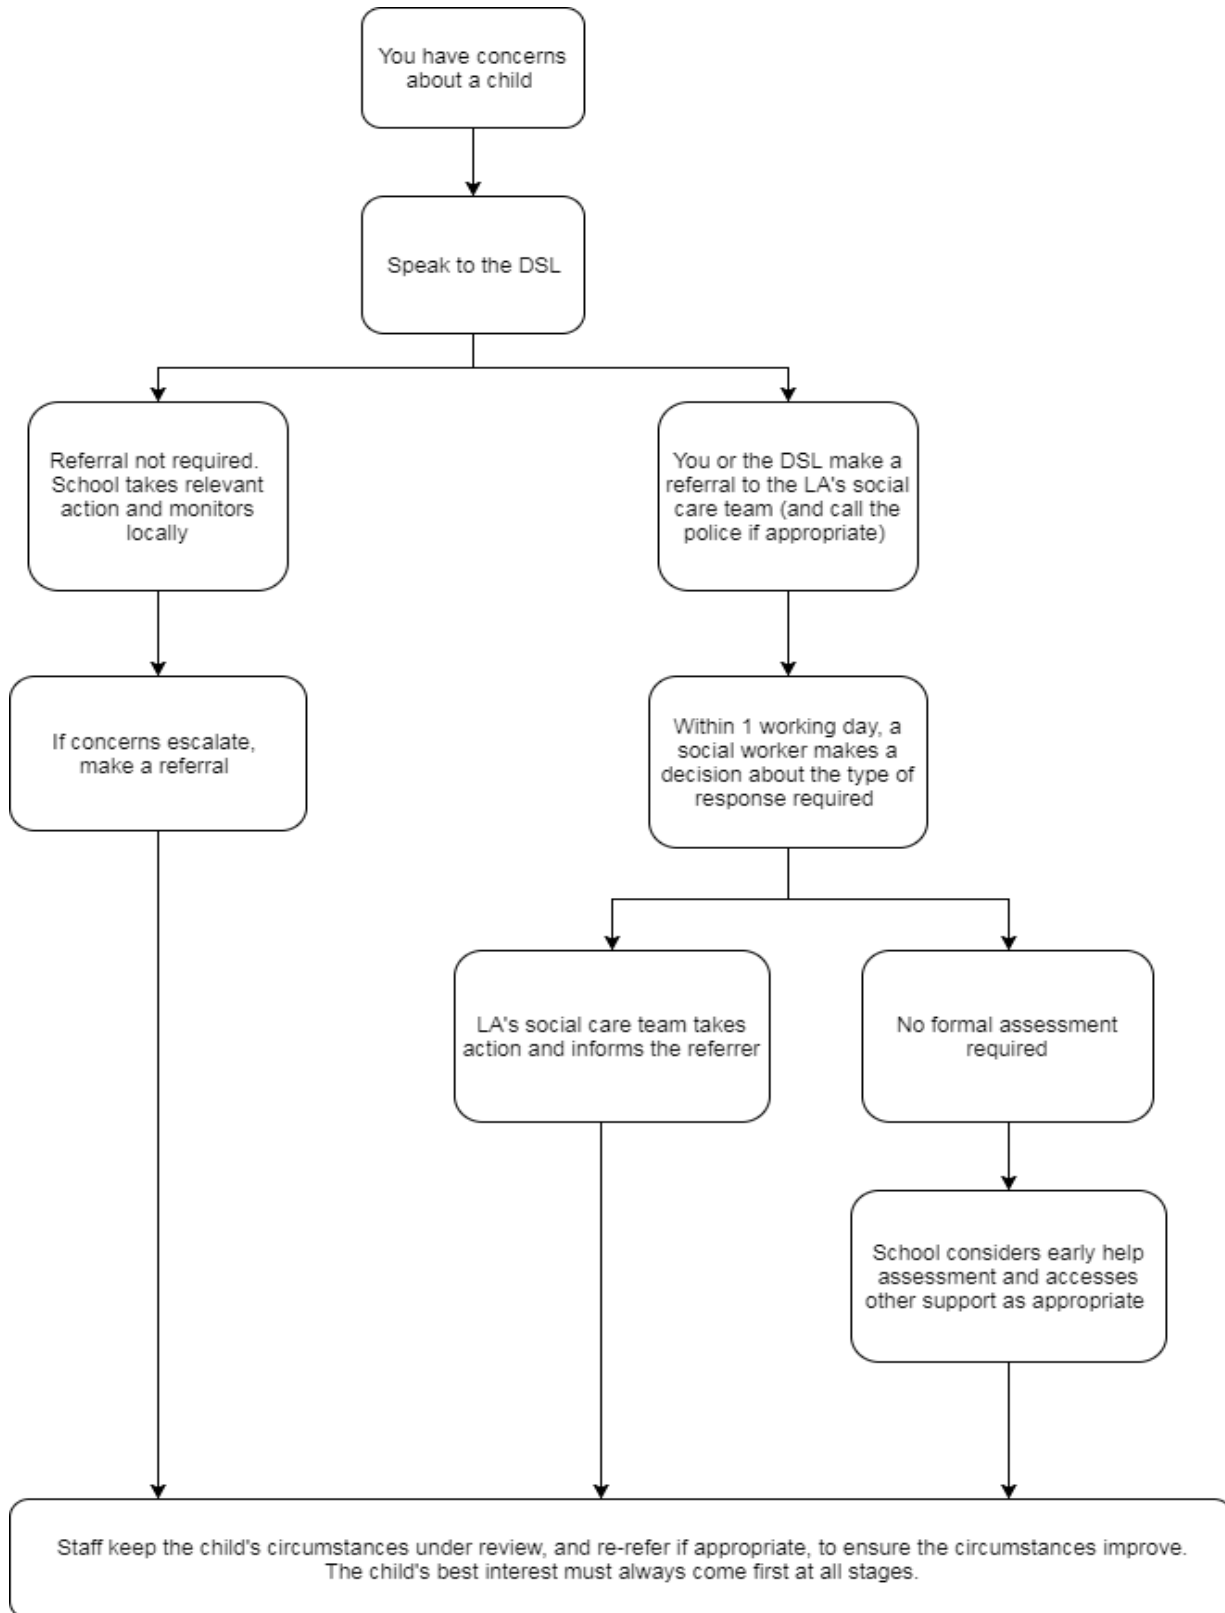 You have concerns
about a child
Speak to the DSL
Referral not required.
School takes relevant
action and monitors
locally
You or the DSL make a
referral to the LA's social
care team (and call the
police if appropriate)
If concerns escalate,
make a referral
Within 1 working day, a
social worker makes a
decision about the type of
response required
LA's social care team takes
action and informs the referrer
No formal assessment
required
School considers early help
assessment and accesses
other support as appropriate
Staff keep the child's circumstances under review, and re-refer if appropriate, to ensure the circumstances improve.
The child's best interest must always come first at all stages.